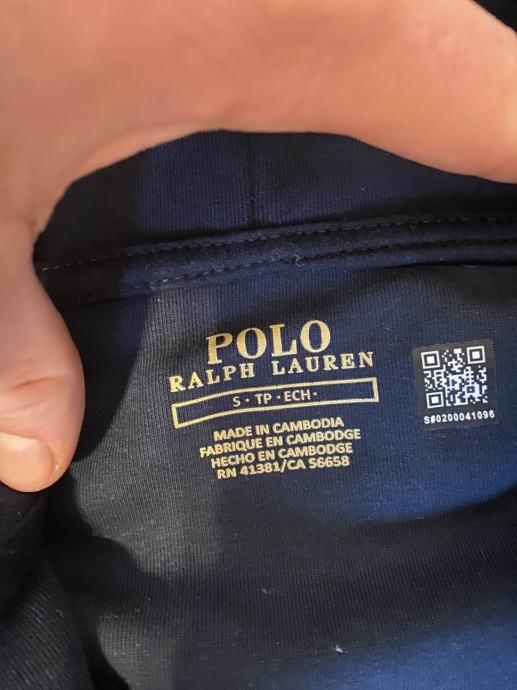 POLO
RALPH LAUREN
S · TP · ECH ·
MADE IN CAMBODIA
FABRIQUE EN CAMBODGE
HECHO EN CAMBODGE
RN 41381/CA 56658
S#0200041096